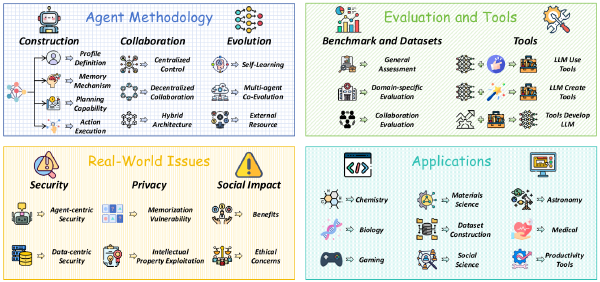 Agent Methodology
Construction
Collaboration
Evolution
Profile
Definition
Memory
Mechanism
Planning
Capability
Action
Execution
Centralized
Control
Decentralized
Collaboration
Hybrid
Architecture
Self-Learning
Multi-agent
Co-Evolution
External
Resource
Evaluation and Tools
Benchmark and Datasets
Tools
General
Assessment
Domain-specific
Evaluation
Collaboration
Evaluation
LLM Use
Tools
LLM Create
Tools
Tools Develop
LLM
Real-World Issues
Security
Privacy
Social Impact
Agent-centric
Security
Data-centric
Security
Memorization
Vulnerability
Intellectual
Property Exploitation
Benefits
Ethical
Concerns
Applications
Chemistry
Biology
Gaming
Materials
Science
Dataset
Construction
Social
Science
Astronomy
Medical
Productivity
Tools